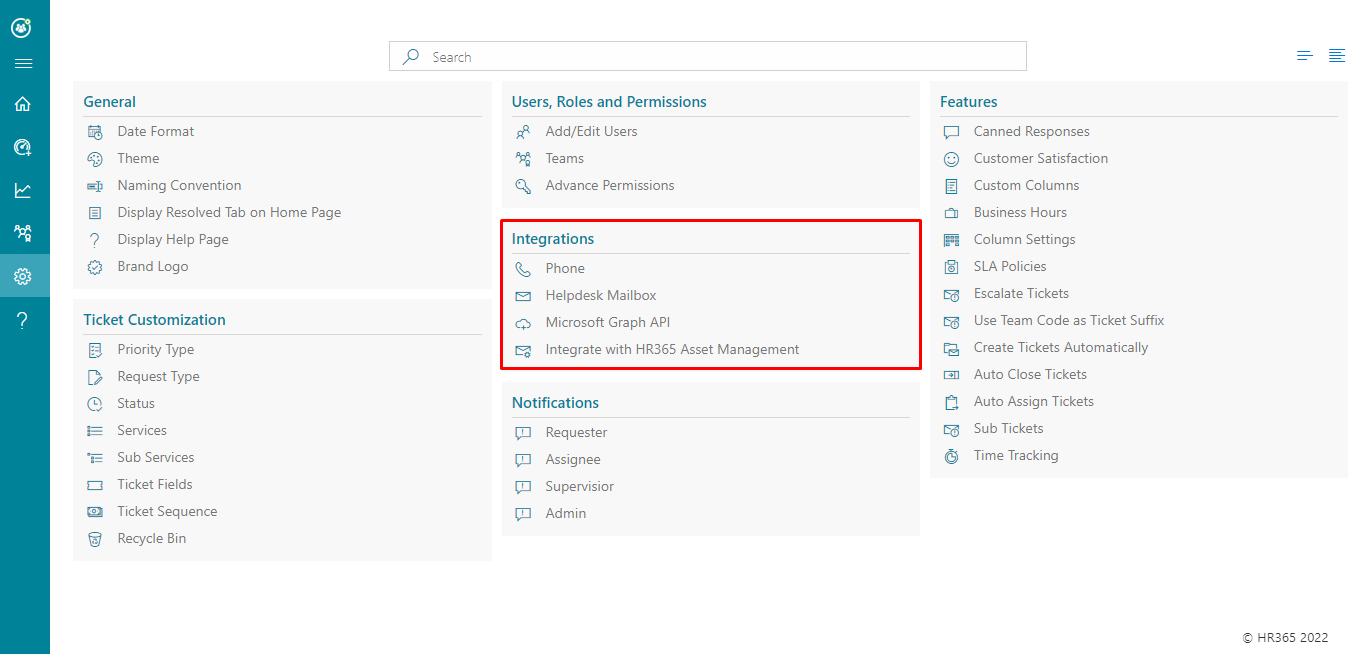 Search
General
Date Format
Theme
Naming Convention
Display Resolved Tab on Home Page
Display Help Page
Brand Logo
Ticket Customization
Priority Type
Request Type
Status
Services
Sub Services
Ticket Fields
Ticket Sequence
Recycle Bin
Users, Roles and Permissions
Add/Edit Users
Teams
Advance Permissions
Integrations
Phone
Helpdesk Mailbox
Microsoft Graph API
Integrate with HR365 Asset Management
Notifications
Requester
Assignee
Supervisior
Admin
Features
Canned Responses
Customer Satisfaction
Custom Columns
Business Hours
Column Settings
SLA Policies
Escalate Tickets
Use Team Code as Ticket Suffix
Create Tickets Automatically
Auto Close Tickets
Auto Assign Tickets
Sub Tickets
Time Tracking
© HR365 2022